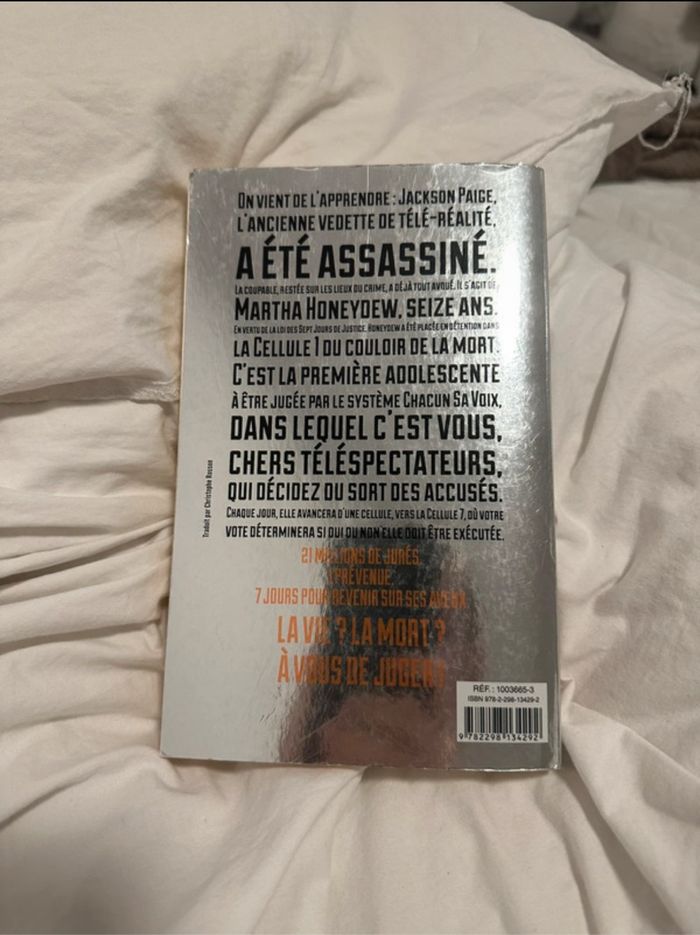 ON VIENT DE L'APPRENDRE : JACKSON PAIGE,
L'ANCIENNE VEDETTE DE TÉLÉ-RÉALITÉ,
A ÉTÉ ASSASSINÉ.
LA COUPABLE, RESTÉE SUR LES LIEUX DU CRIME, A DÉJÀ TOUT AVOUÉ. IL S'AGIT DE
MARTHA HONEYDEW, SEIZE ANS.
EN VERTU DE LA LOI DES SEPT JOURS DE JUSTICE, HONEYDEW A ÉTÉ PLACÉE EN DÉTENTION DANS
LA CELLULE 1 DU COULOIR DE LA MORT.
C'EST LA PREMIÈRE ADOLESCENTE
À ÊTRE JUGÉE PAR LE SYSTÈME CHACUN SA VOIX,
DANS LEQUEL C'EST VOUS,
CHERS TÉLÉSPECTATEURS,
QUI DÉCIDEZ DU SORT DES ACCUSÉS.
CHAQUE JOUR, ELLE AVANCERA D'UNE CELLULE, VERS LA CELLULE 7, OÙ VOTRE
VOTE DÉTERMINERA SI OUI OU NON ELLE DOIT ÊTRE EXÉCUTÉE.
21 MILLIONS DE JURÉS,
1 PRÉVENUE,
7 JOURS POUR REVENIR SUR SES AVEUX.
LA VIE ? LA MORT ?
À VOUS DE JUGER !
Traduit par Christophe Rosson
RÉF. : 1003665-3
ISBN 978-2-298-13429-2
9 782298 134292